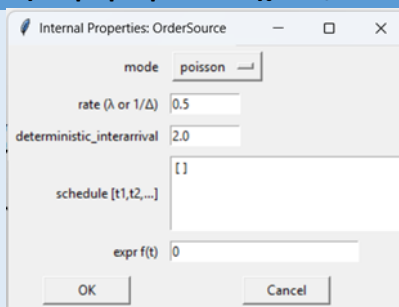 Internal Properties: OrderSource
mode poisson
rate (λ or 1/Δ) 0.5
deterministic_interarrival 2.0
schedule [t1,t2,...] []
expr f(t) 0
OK Cancel